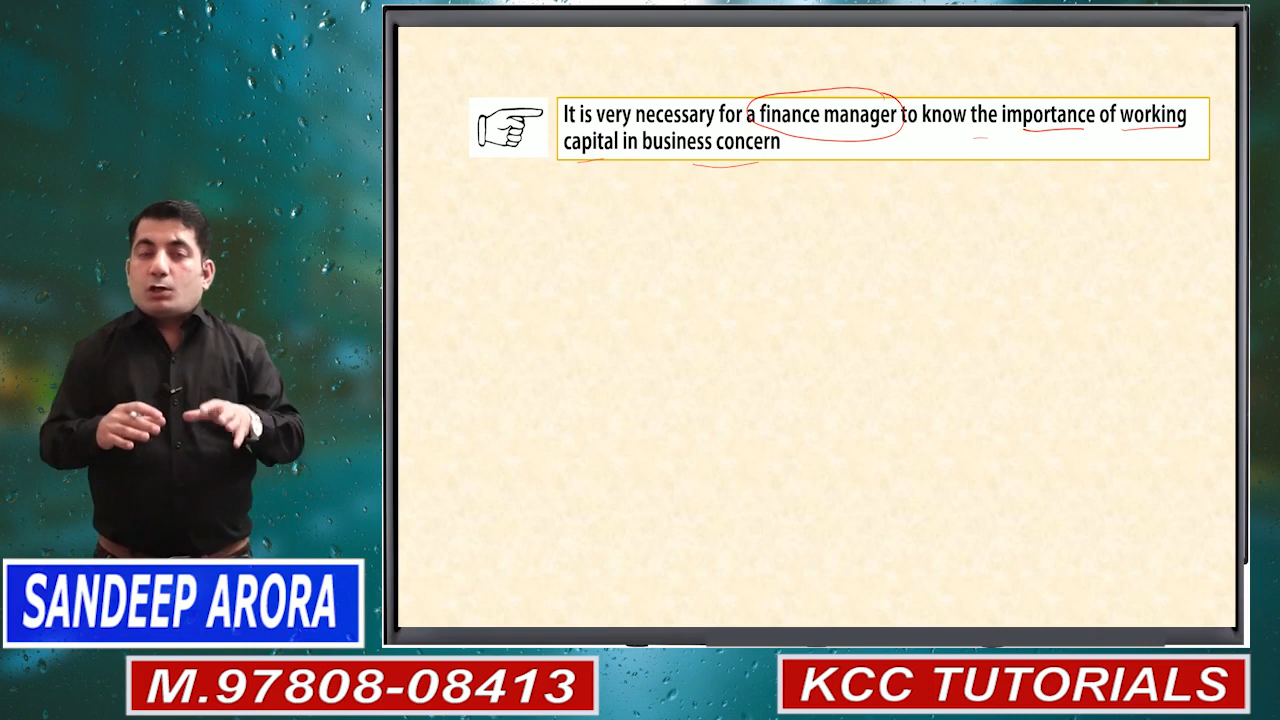 It is very necessary for a finance manager to know the importance of working
capital in business concern
SANDEEP ARORA
M.97808-08413
KCC TUTORIALS